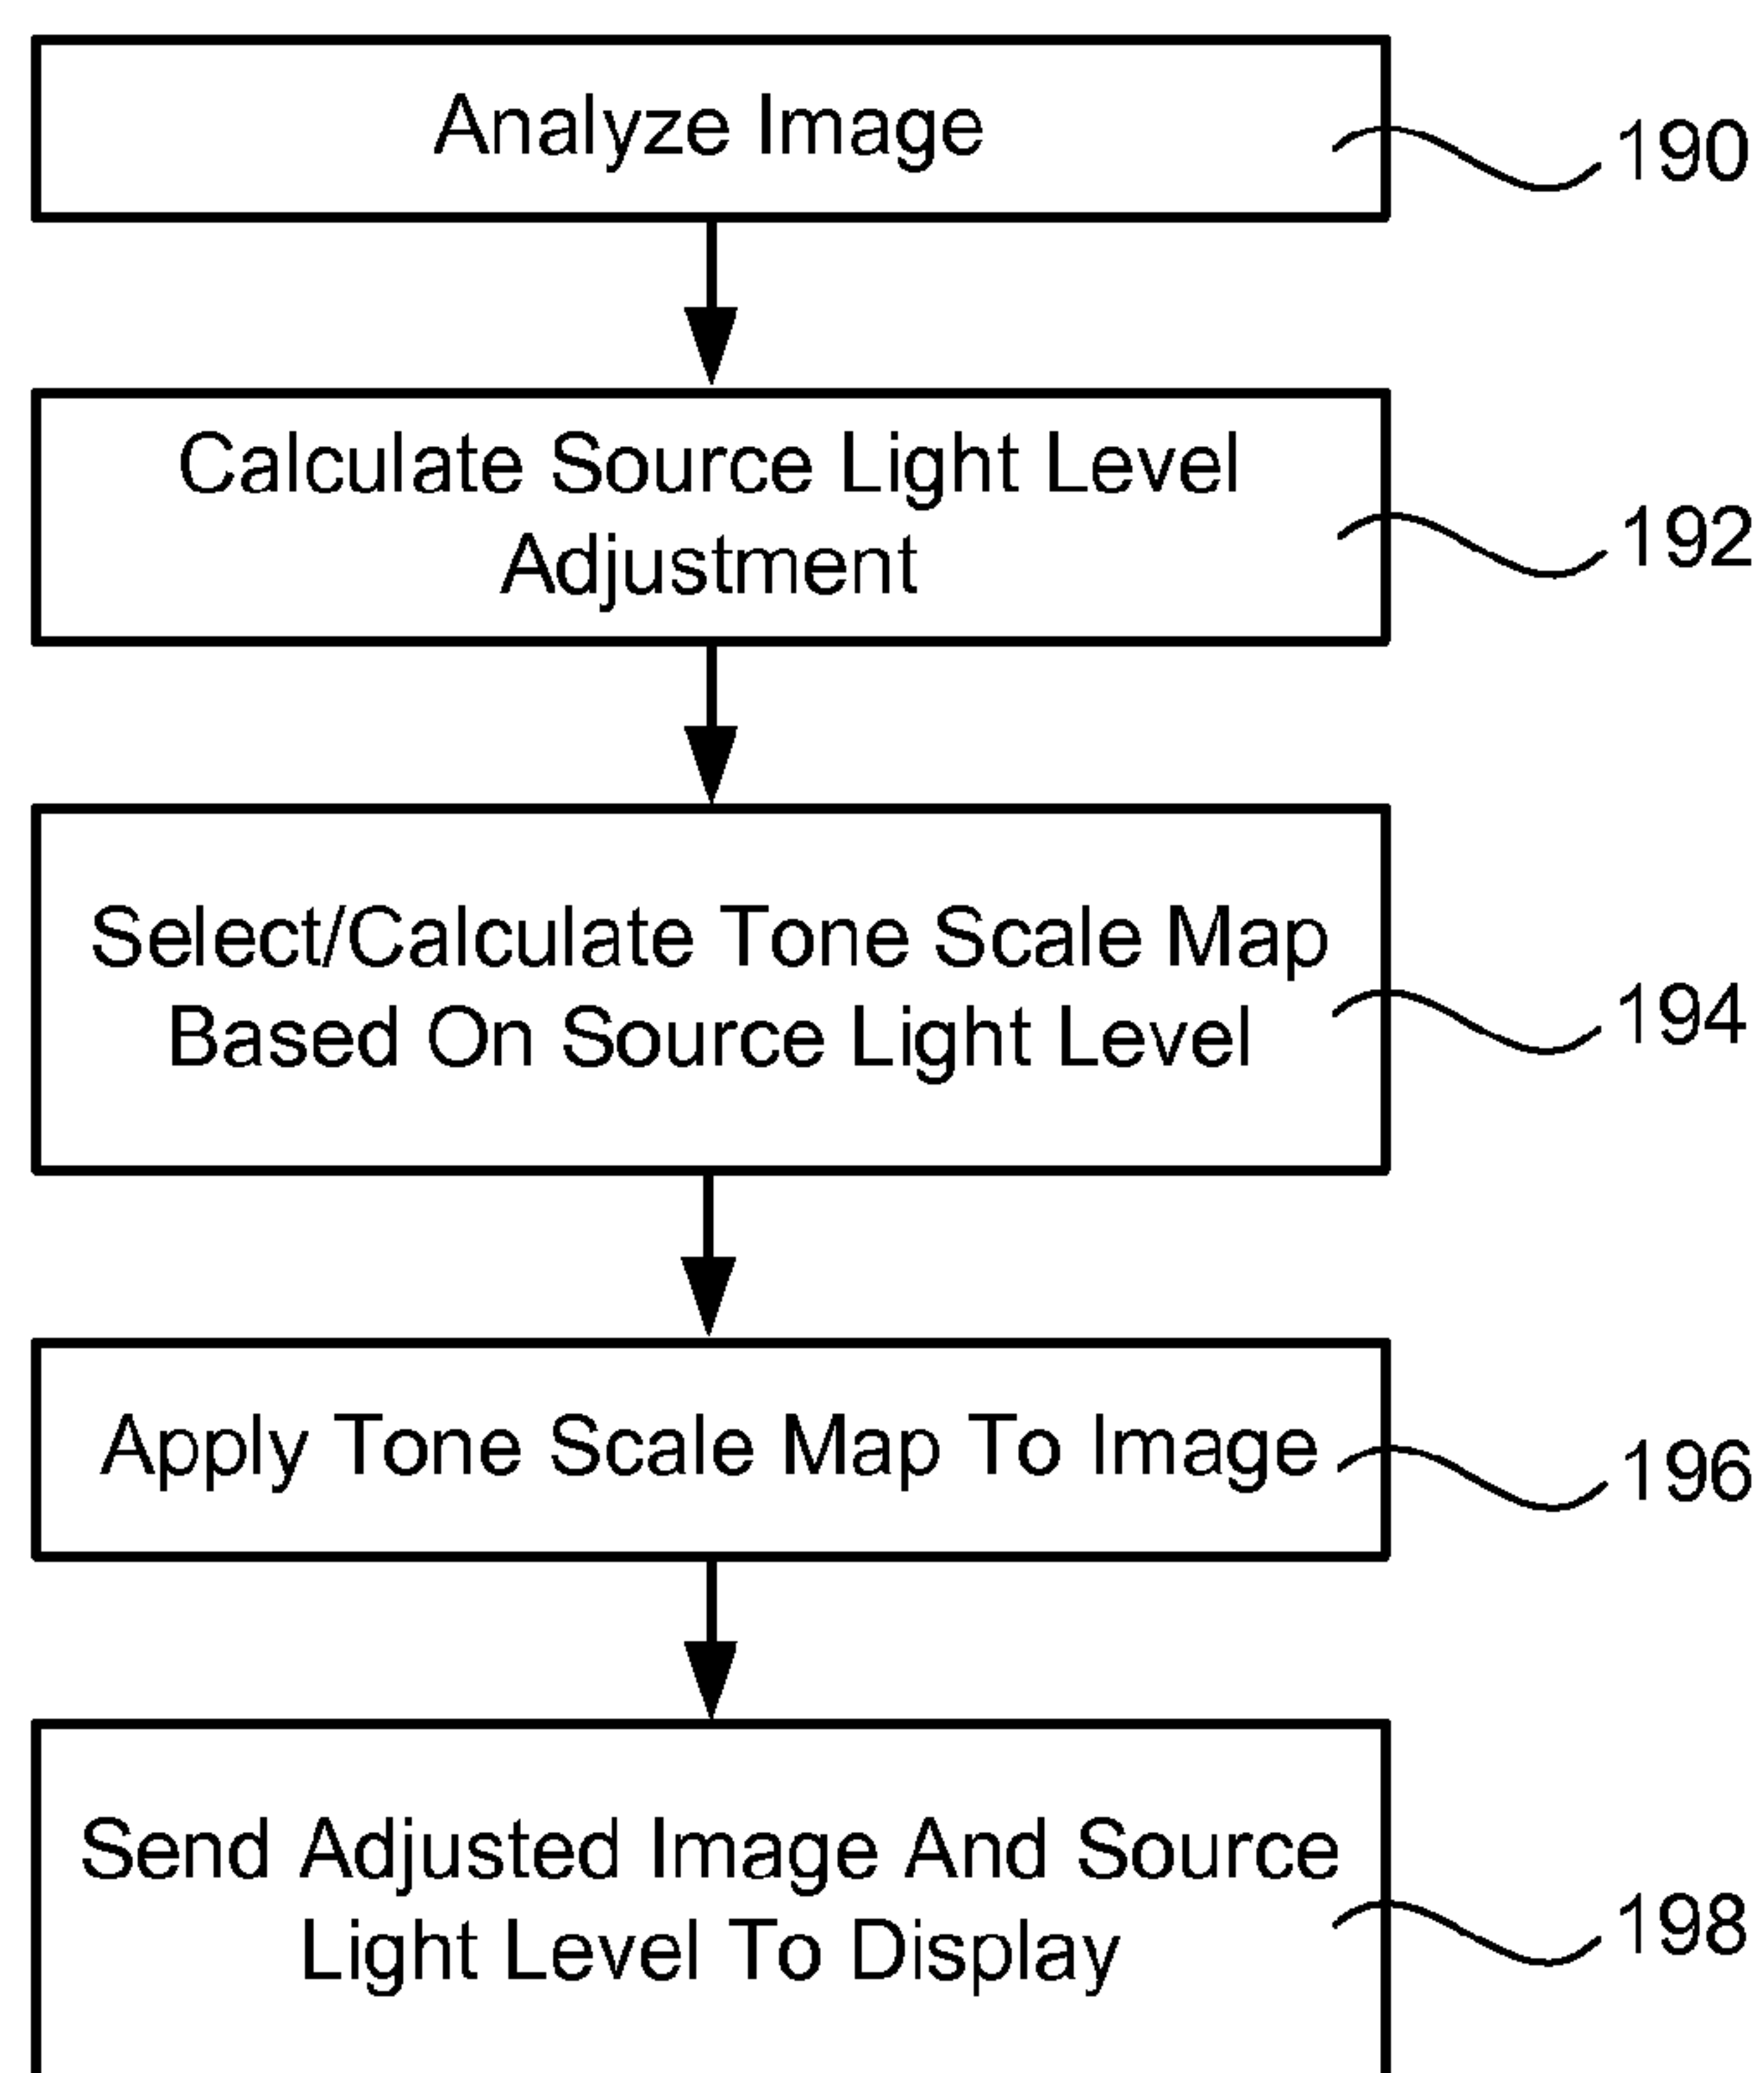 Analyze Image
190
Calculate Source Light Level
Adjustment
192
Select/Calculate Tone Scale Map
Based On Source Light Level
194
Apply Tone Scale Map To Image
196
Send Adjusted Image And Source
Light Level To Display
198